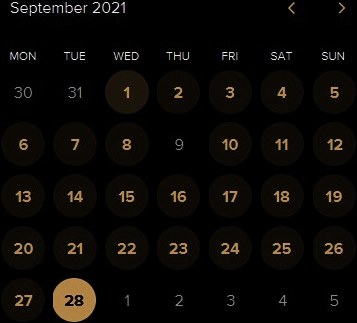 September 2021
MON TUE WED THU FRI SAT SUN
30 31 1 2 3 4 5
6 7 8 9 10 11 12
13 14 15 16 17 18 19
20 21 22 23 24 25 26
27 28 1 2 3 4 5